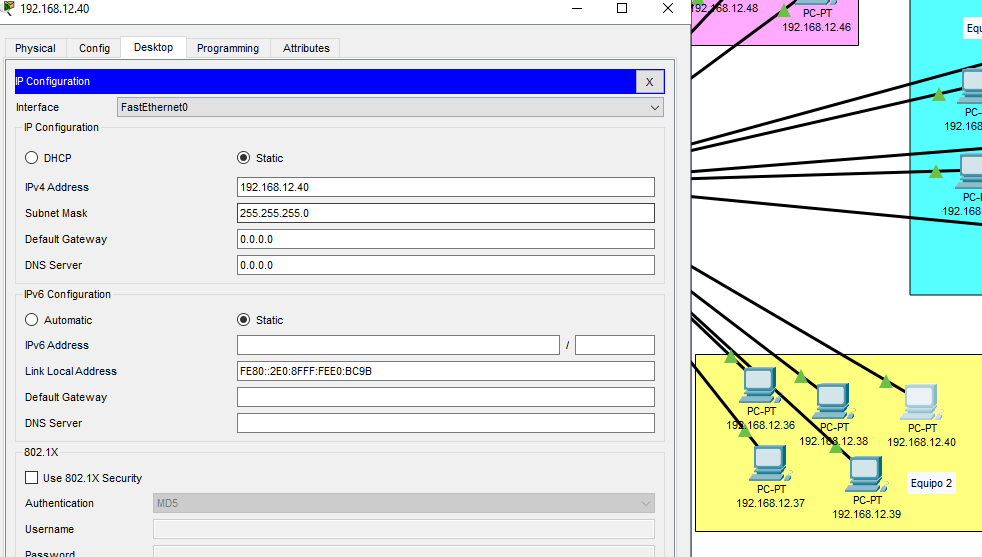 192.168.12.40
Physical Config Desktop Programming Attributes
IP Configuration X
Interface FastEthernet0
IP Configuration
DHCP Static
IPv4 Address 192.168.12.40
Subnet Mask 255.255.255.0
Default Gateway 0.0.0.0
DNS Server 0.0.0.0
IPv6 Configuration
Automatic Static
IPv6 Address /
Link Local Address FE80::2E0:8FFF:FEE0:BC9B
Default Gateway
DNS Server
802.1X
Use 802.1X Security
Authentication MD5
Username
Password
192.168.12.48
PC-PT
192.168.12.46
Equ
PC-
192.168
PC-
192.168
PC-PT
192.168.12.36
PC-PT
192.168.12.38
PC-PT
192.168.12.40
PC-PT
192.168.12.37
PC-PT
192.168.12.39
Equipo 2